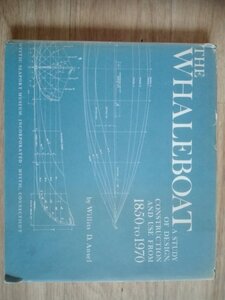 THE
WHALEBOAT
A STUDY
OF DESIGN,
CONSTRUCTION
AND USE FROM
1850 TO 1970
by Willits D. Ansel
MYSTIC SEAPORT MUSEUM, INCORPORATED MYSTIC, CONNECTICUT